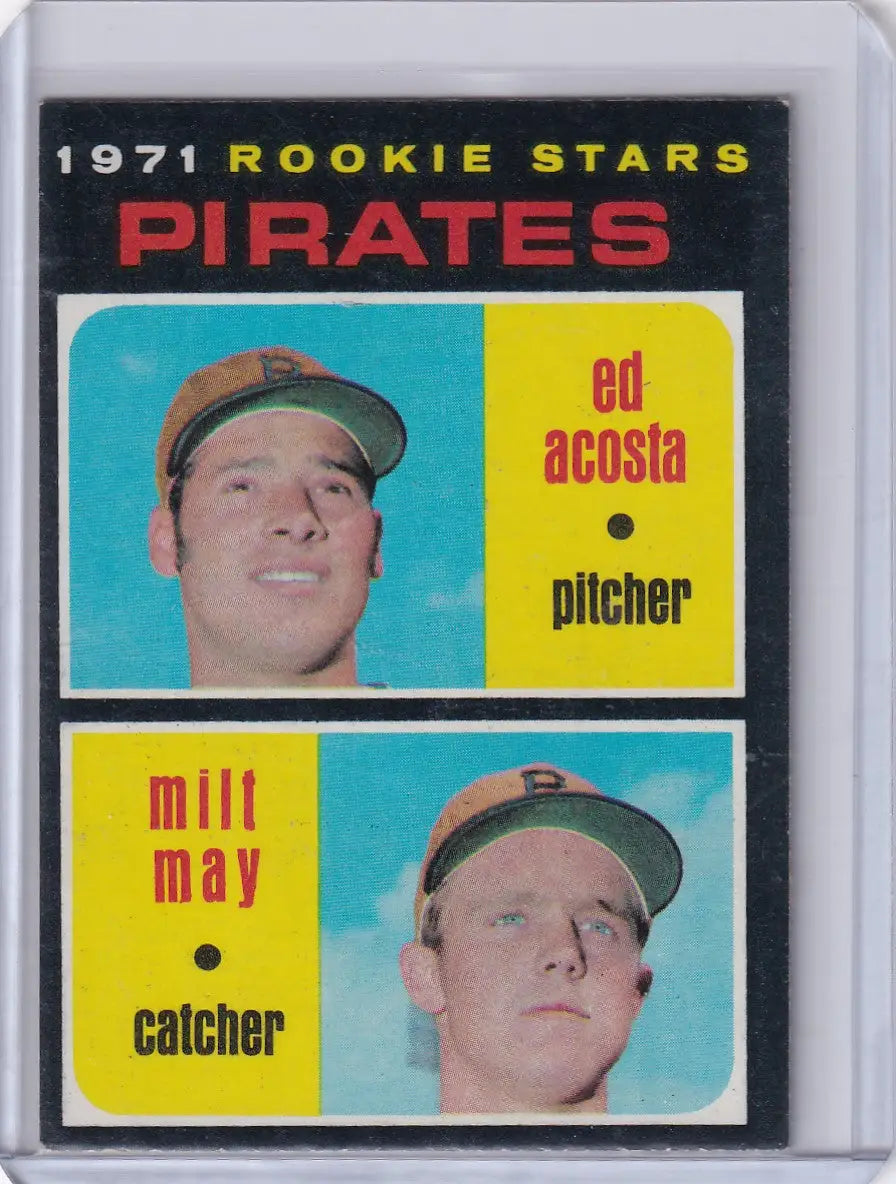 1971 ROOKIE STARS
PIRATES
P
ed
acosta
pitcher
milt
may
catcher
P